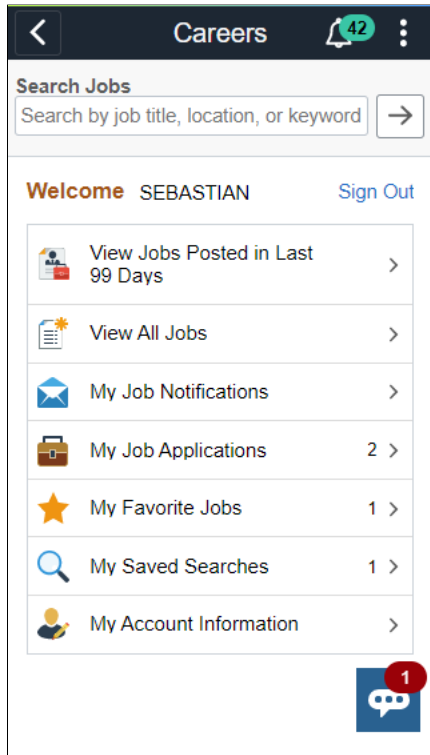 Careers
42
Search Jobs
Search by job title, location, or keyword
Welcome SEBASTIAN Sign Out
View Jobs Posted in Last
99 Days
View All Jobs
My Job Notifications
My Job Applications 2
My Favorite Jobs 1
My Saved Searches 1
My Account Information
1